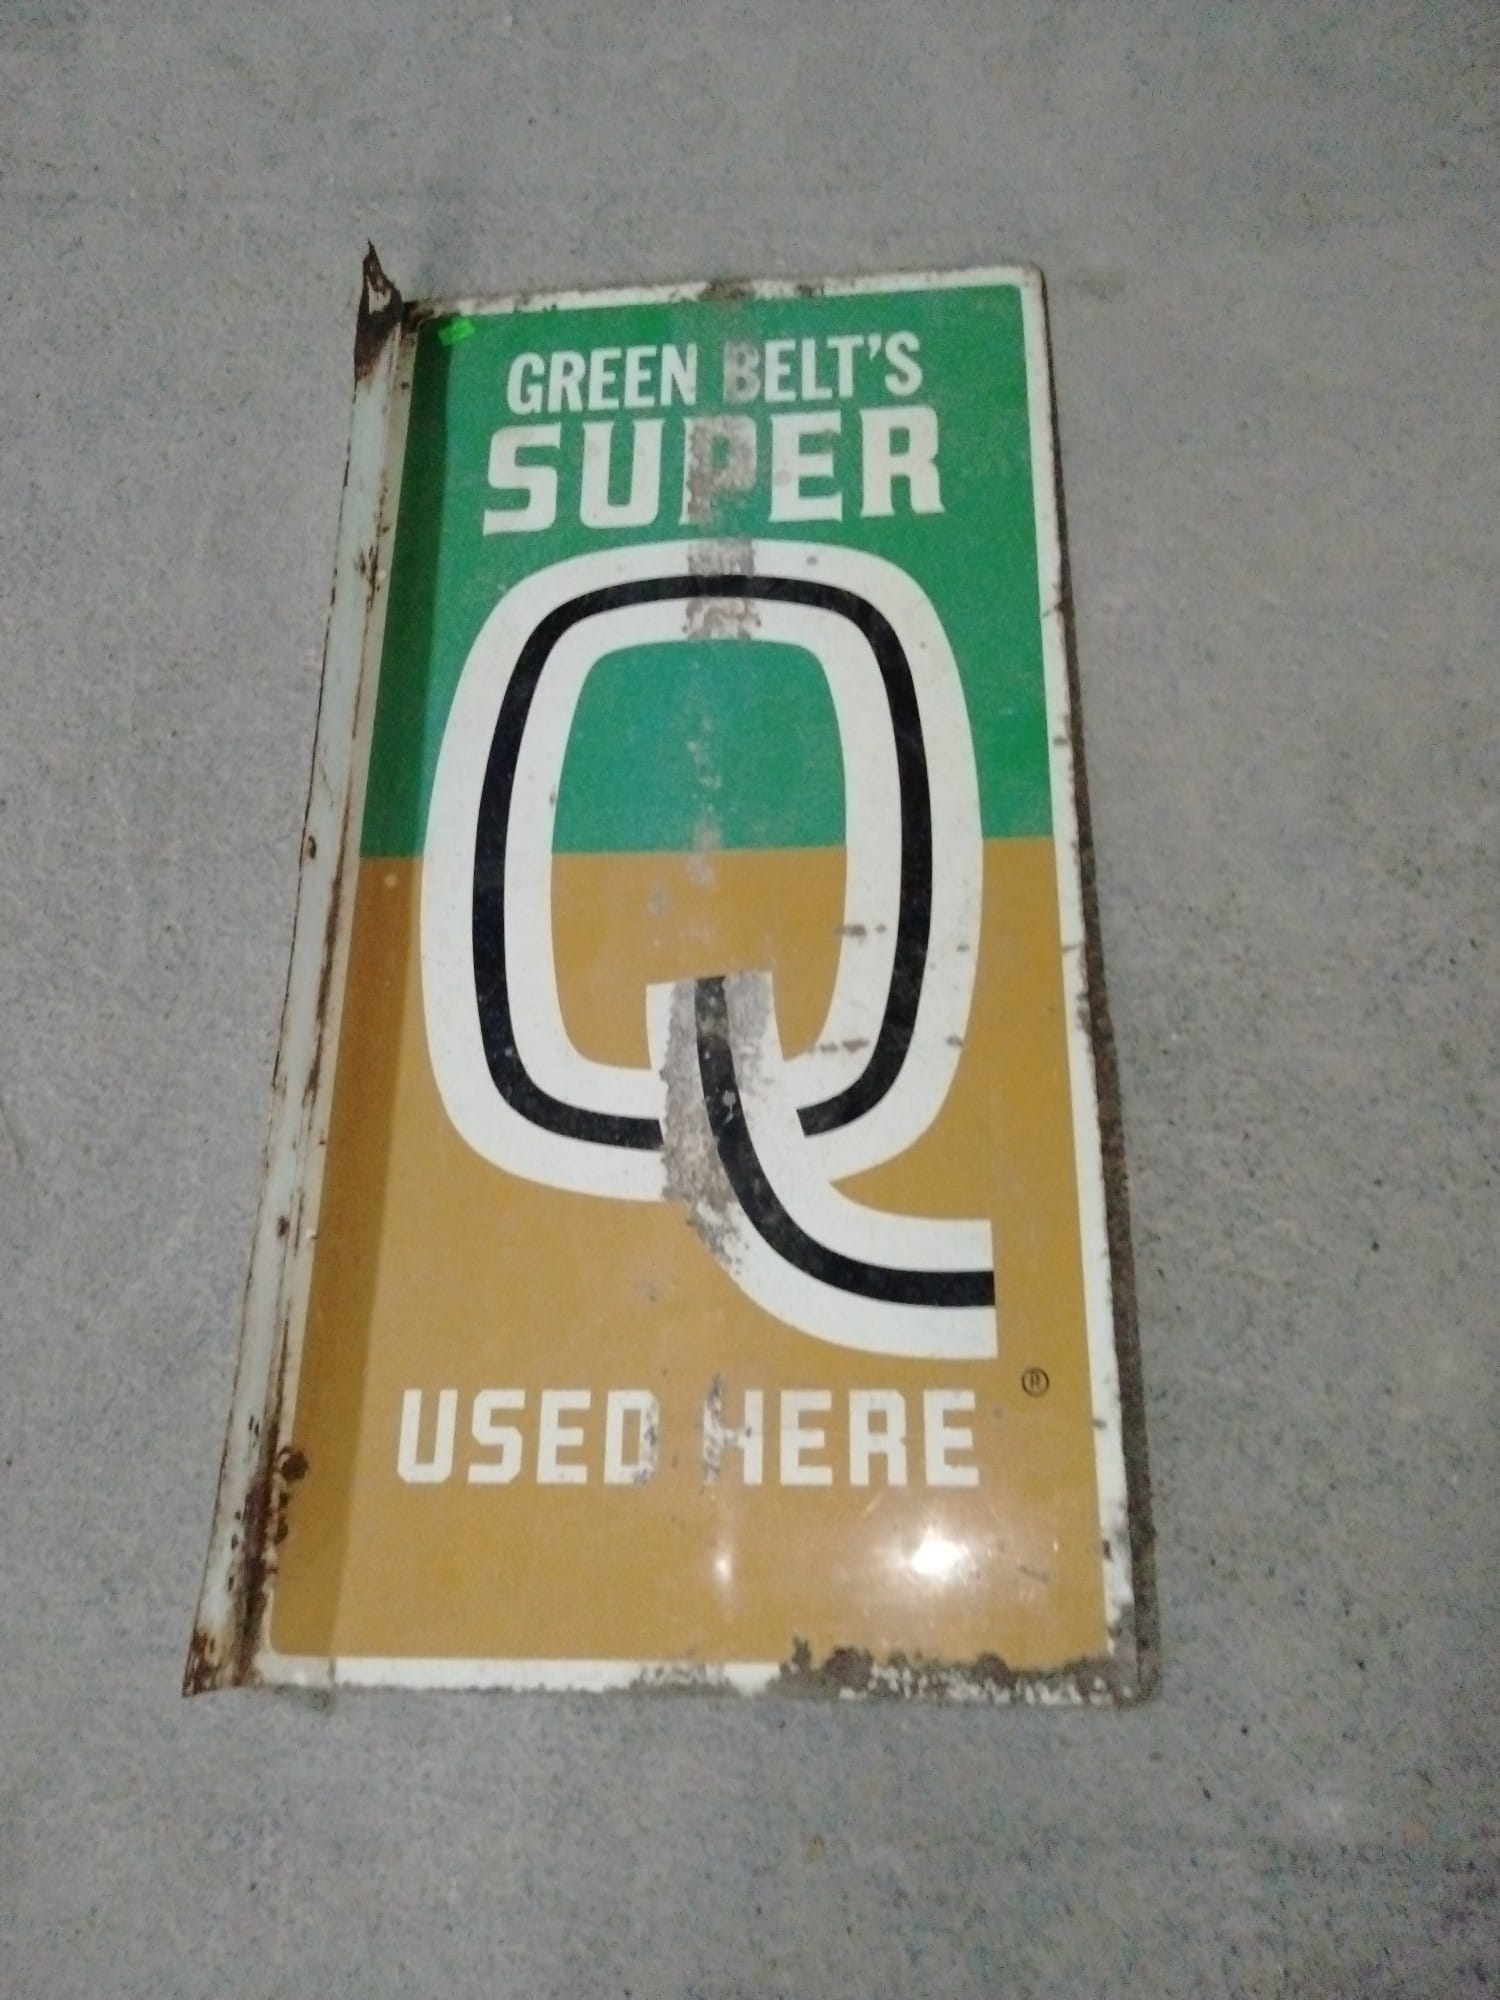 GREEN BELT'S
SUPER
Q
®
USED HERE